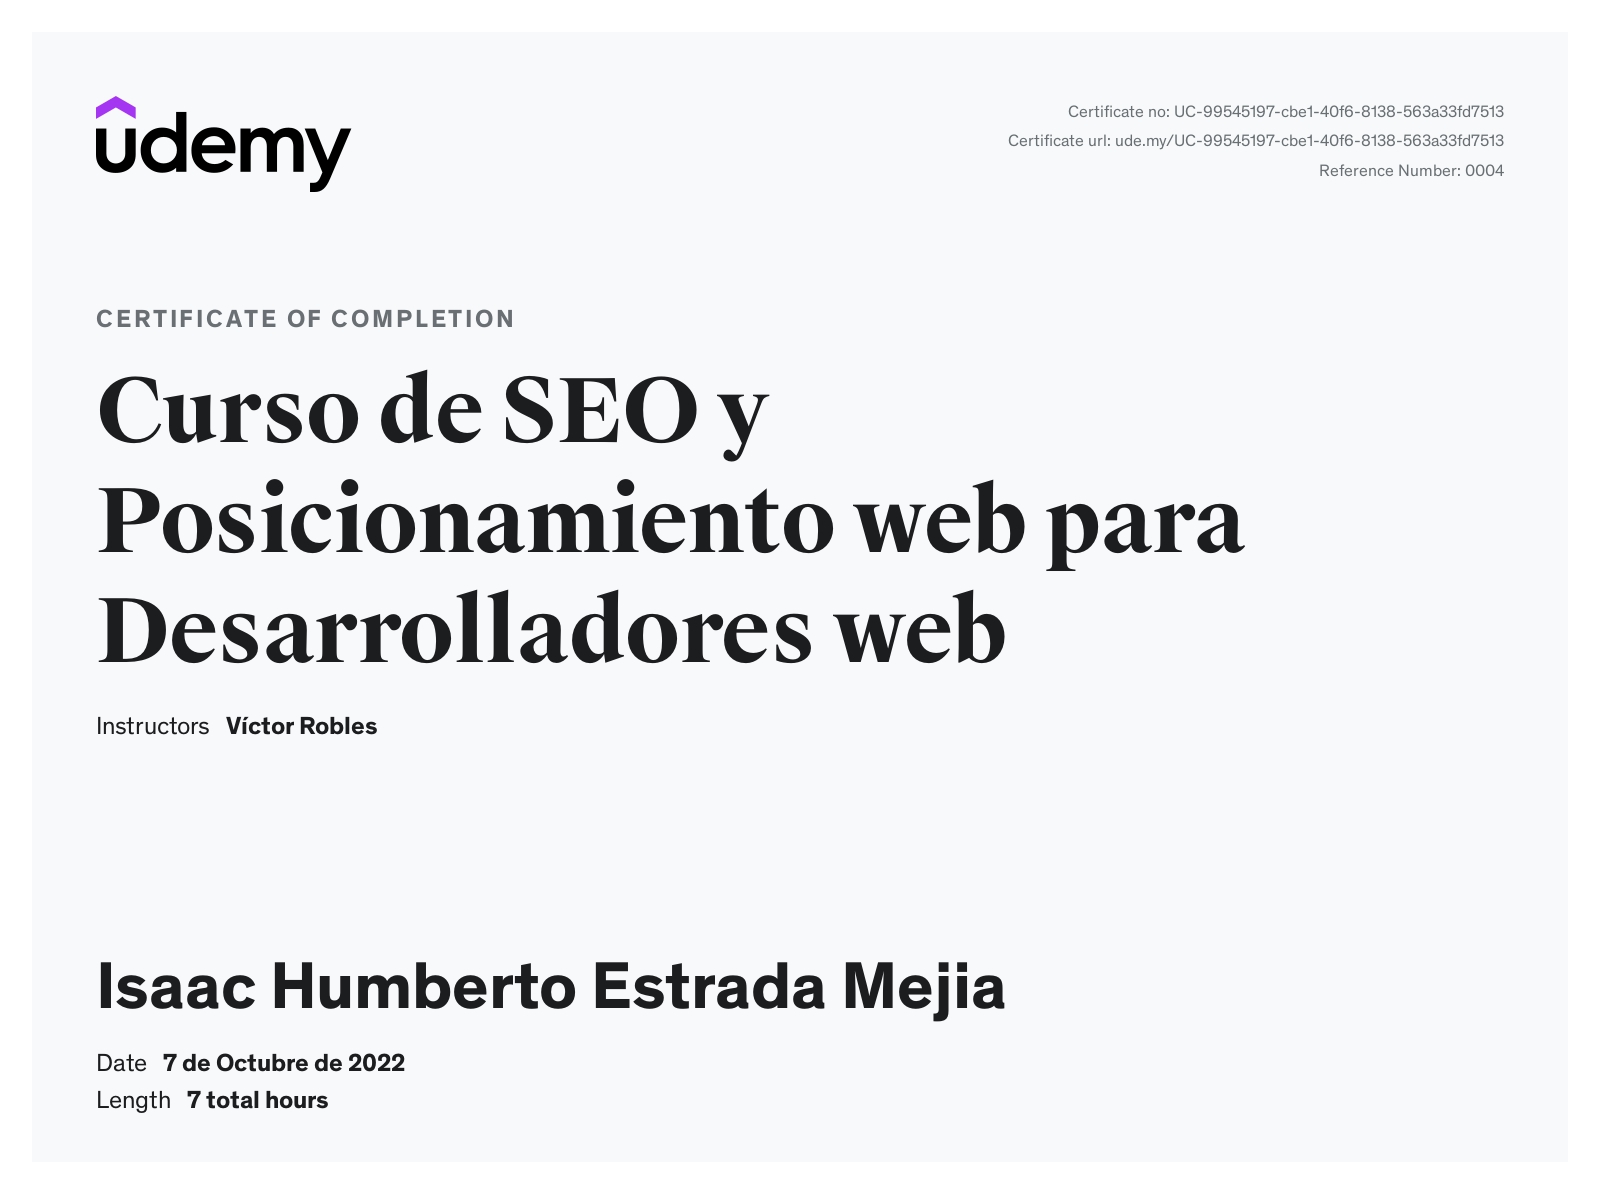 udemy
Certificate no: UC-99545197-cbe1-40f6-8138-563a33fd7513
Certificate url: ude.my/UC-99545197-cbe1-40f6-8138-563a33fd7513
Reference Number: 0004
CERTIFICATE OF COMPLETION
Curso de SEO y
Posicionamiento web para
Desarrolladores web
Instructors Víctor Robles
Isaac Humberto Estrada Mejia
Date 7 de Octubre de 2022
Length 7 total hours